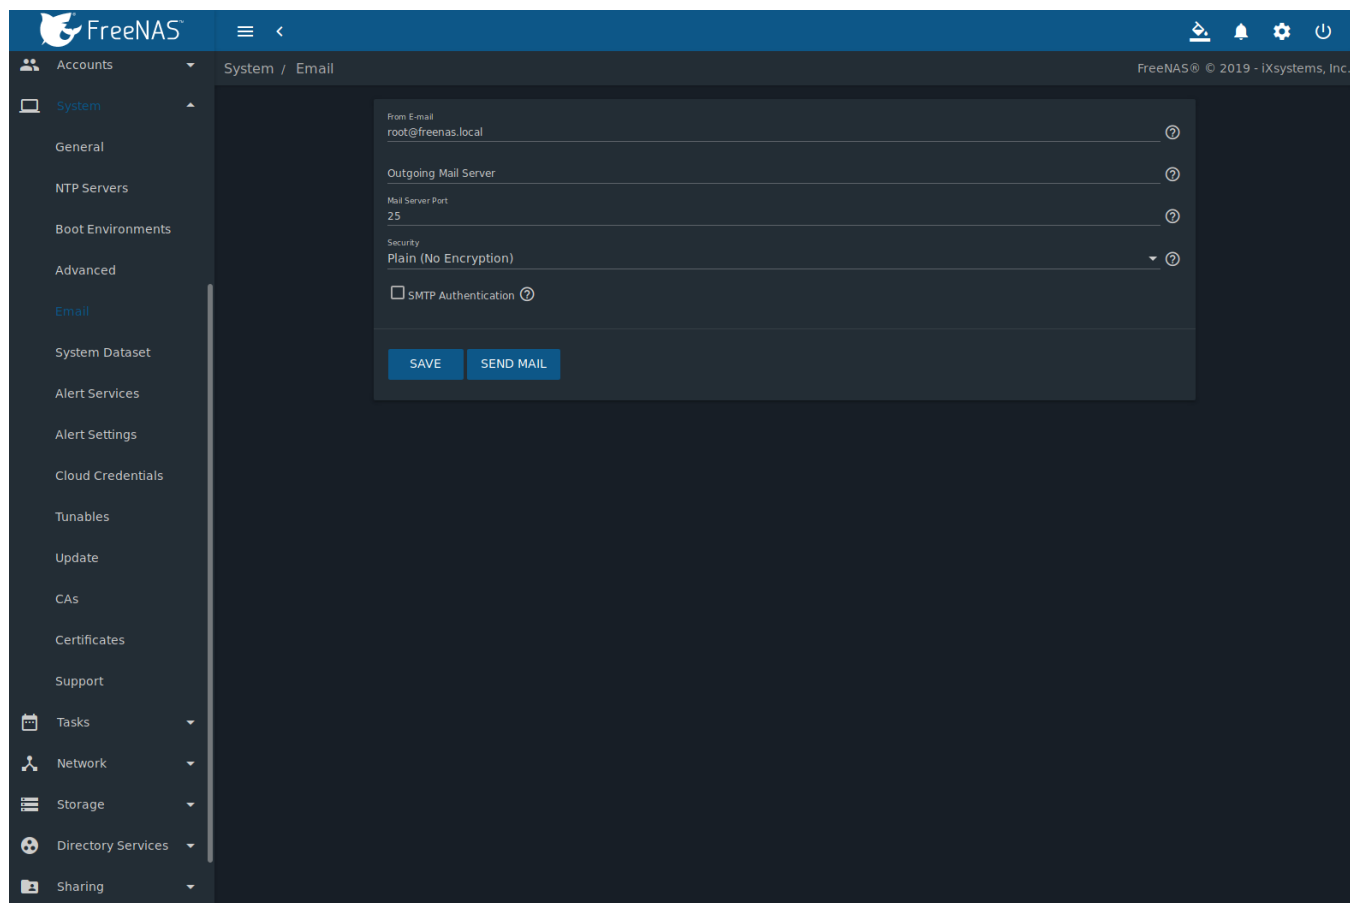 FreeNAS™
Accounts
System
General
NTP Servers
Boot Environments
Advanced
Email
System Dataset
Alert Services
Alert Settings
Cloud Credentials
Tunables
Update
CAs
Certificates
Support
Tasks
Network
Storage
Directory Services
Sharing
System / Email
FreeNAS® © 2019 - iXsystems, Inc.
From E-mail
root@freenas.local
Outgoing Mail Server
Mail Server Port
25
Security
Plain (No Encryption)
SMTP Authentication
SAVE SEND MAIL